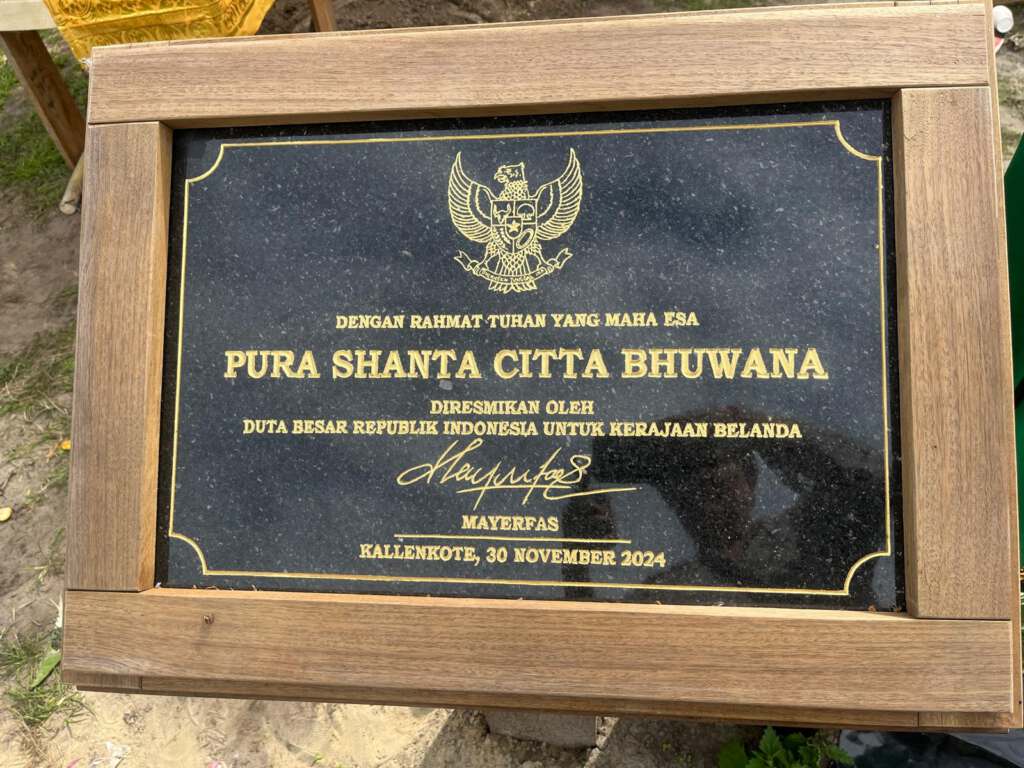 DENGAN RAHMAT TUHAN YANG MAHA ESA
PURA SHANTA CITTA BHUWANA
DIRESMIKAN OLEH
DUTA BESAR REPUBLIK INDONESIA UNTUK KERAJAAN BELANDA
MAYERFAS
KALLENKOTE, 30 NOVEMBER 2024